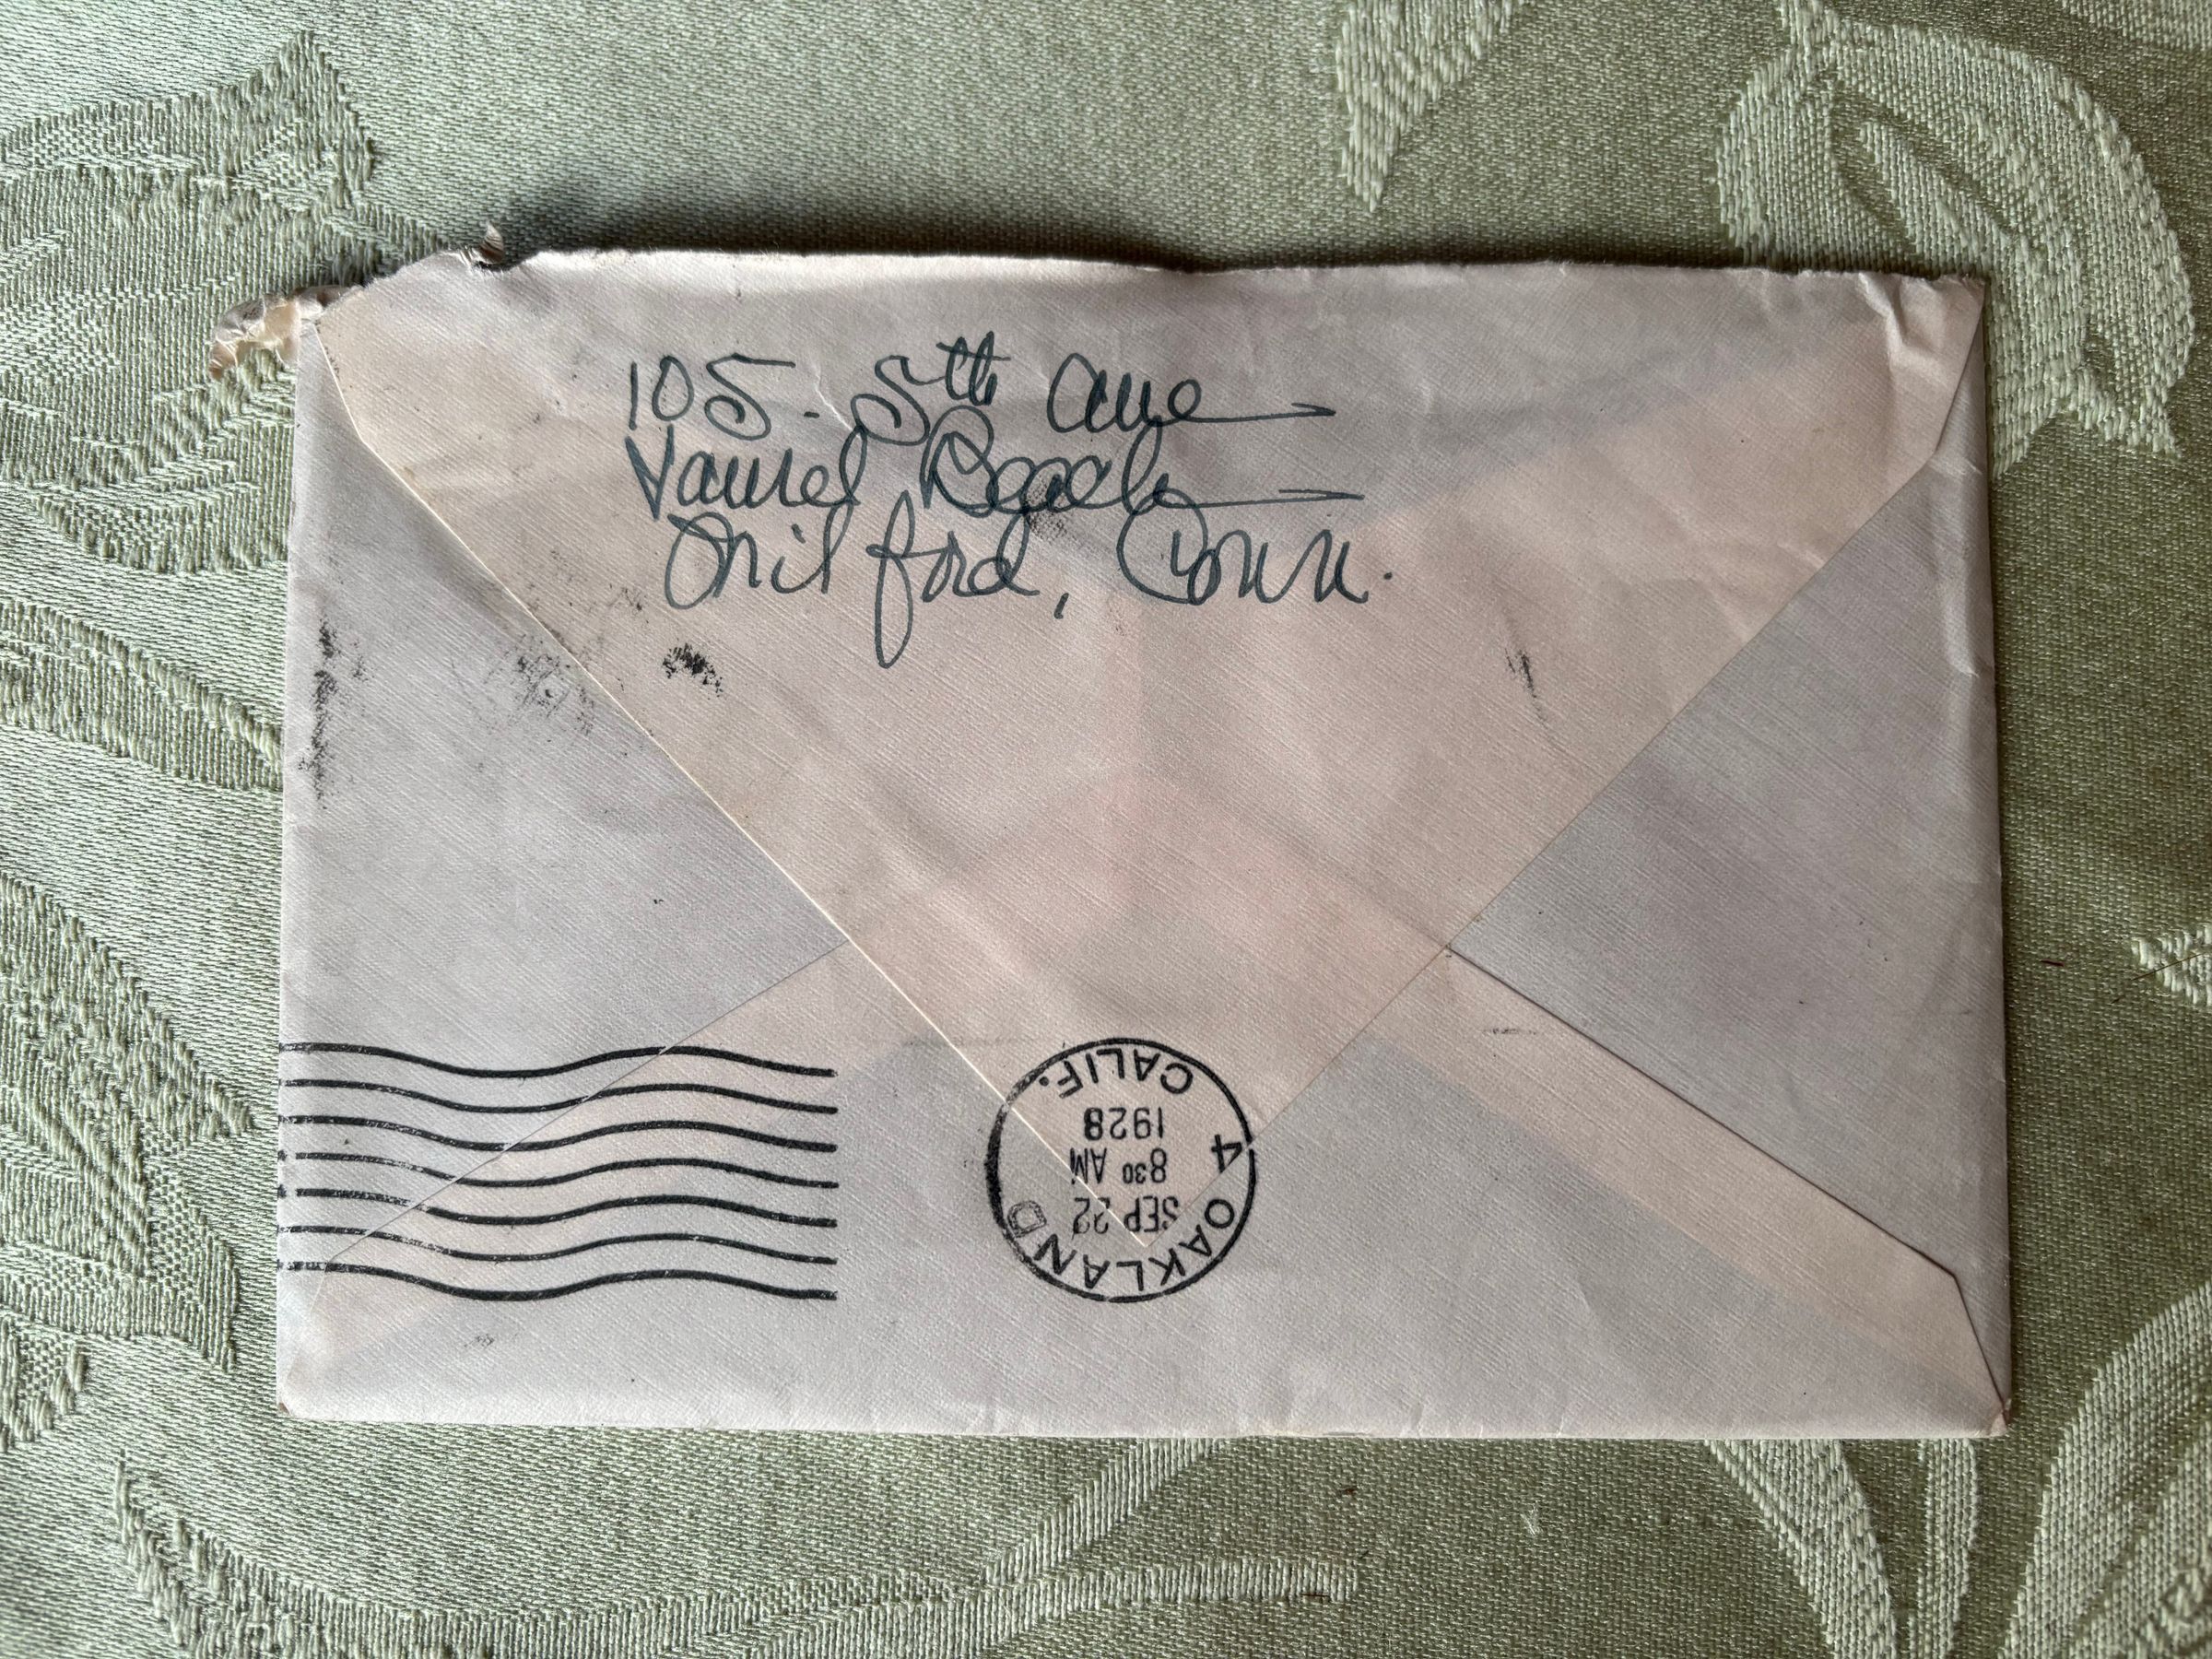 105 - 5th Ave
Laurel Beach
Milford, Conn.
OAKLAND 4
SEP 22
8 30 AM
1928
CALIF.